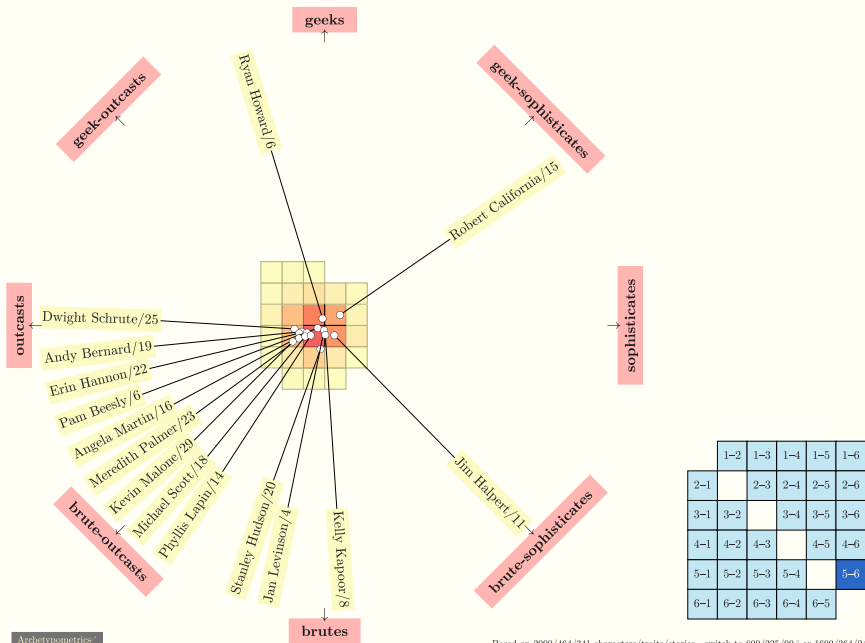 geeks
geek-outcasts
geek-sophisticates
Ryan Howard/6
Robert California/15
outcasts
sophisticates
Dwight Schrute/25
Andy Bernard/19
Erin Hannon/22
Pam Beesly/6
Angela Martin/16
Meredith Palmer/23
Kevin Malone/29
Michael Scott/18
Phyllis Lapin/14
Stanley Hudson/20
Jan Levinson/4
Kelly Kapoor/8
Jim Halpert/11
brute-outcasts
brute-sophisticates
brutes
1–2 1–3 1–4 1–5 1–6
2–1 2–3 2–4 2–5 2–6
3–1 3–2 3–4 3–5 3–6
4–1 4–2 4–3 4–5 4–6
5–1 5–2 5–3 5–4 5–6
6–1 6–2 6–3 6–4 6–5
Archetypometrics